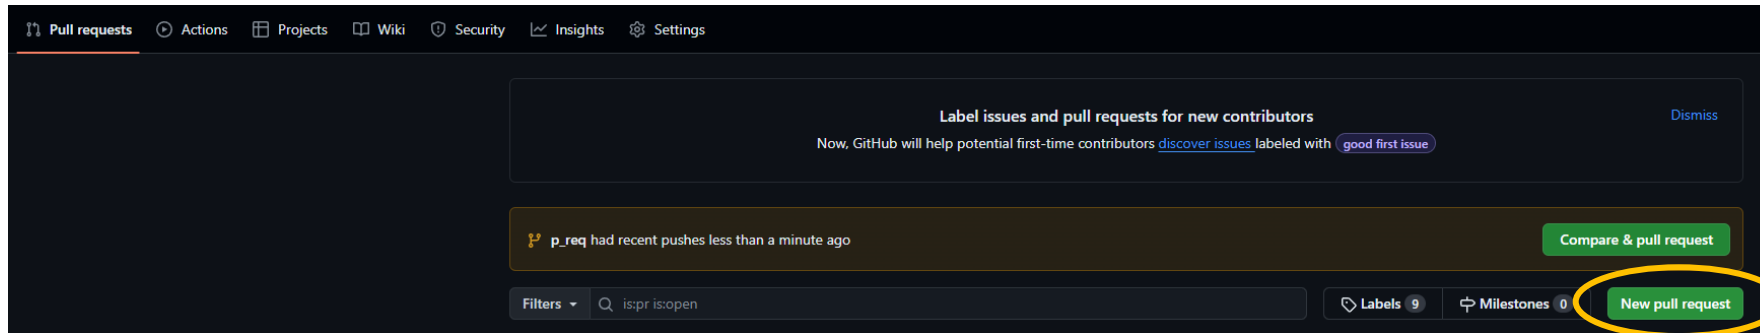 Pull requests Actions Projects Wiki Security Insights Settings
Label issues and pull requests for new contributors Dismiss
Now, GitHub will help potential first-time contributors discover issues labeled with good first issue
p_req had recent pushes less than a minute ago Compare & pull request
Filters is:pr is:open Labels 9 Milestones 0 New pull request